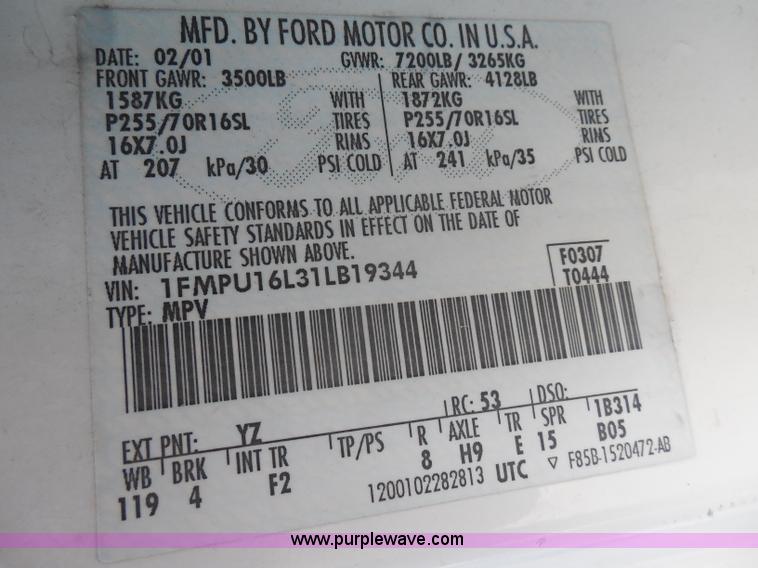 MFD. BY FORD MOTOR CO. IN U.S.A.
DATE: 02/01 GVWR: 7200LB/ 3265KG
FRONT GAWR: 3500LB REAR GAWR: 4128LB
1587KG WITH 1872KG WITH
P255/70R16SL TIRES P255/70R16SL TIRES
16X7.0J RIMS 16X7.0J RIMS
AT 207 kPa/30 PSI COLD AT 241 kPa/35 PSI COLD
THIS VEHICLE CONFORMS TO ALL APPLICABLE FEDERAL MOTOR
VEHICLE SAFETY STANDARDS IN EFFECT ON THE DATE OF
MANUFACTURE SHOWN ABOVE.
VIN: 1FMPU16L31LB19344 F0307
TYPE: MPV T0444
EXT PNT: YZ RC: 53 DSO:
WB BRK INT TR TP/PS R AXLE TR SPR 1B314
119 4 F2 8 H9 E 15 B05
1200102282813 UTC ▽ F85B-1520472-AB
www.purplewave.com